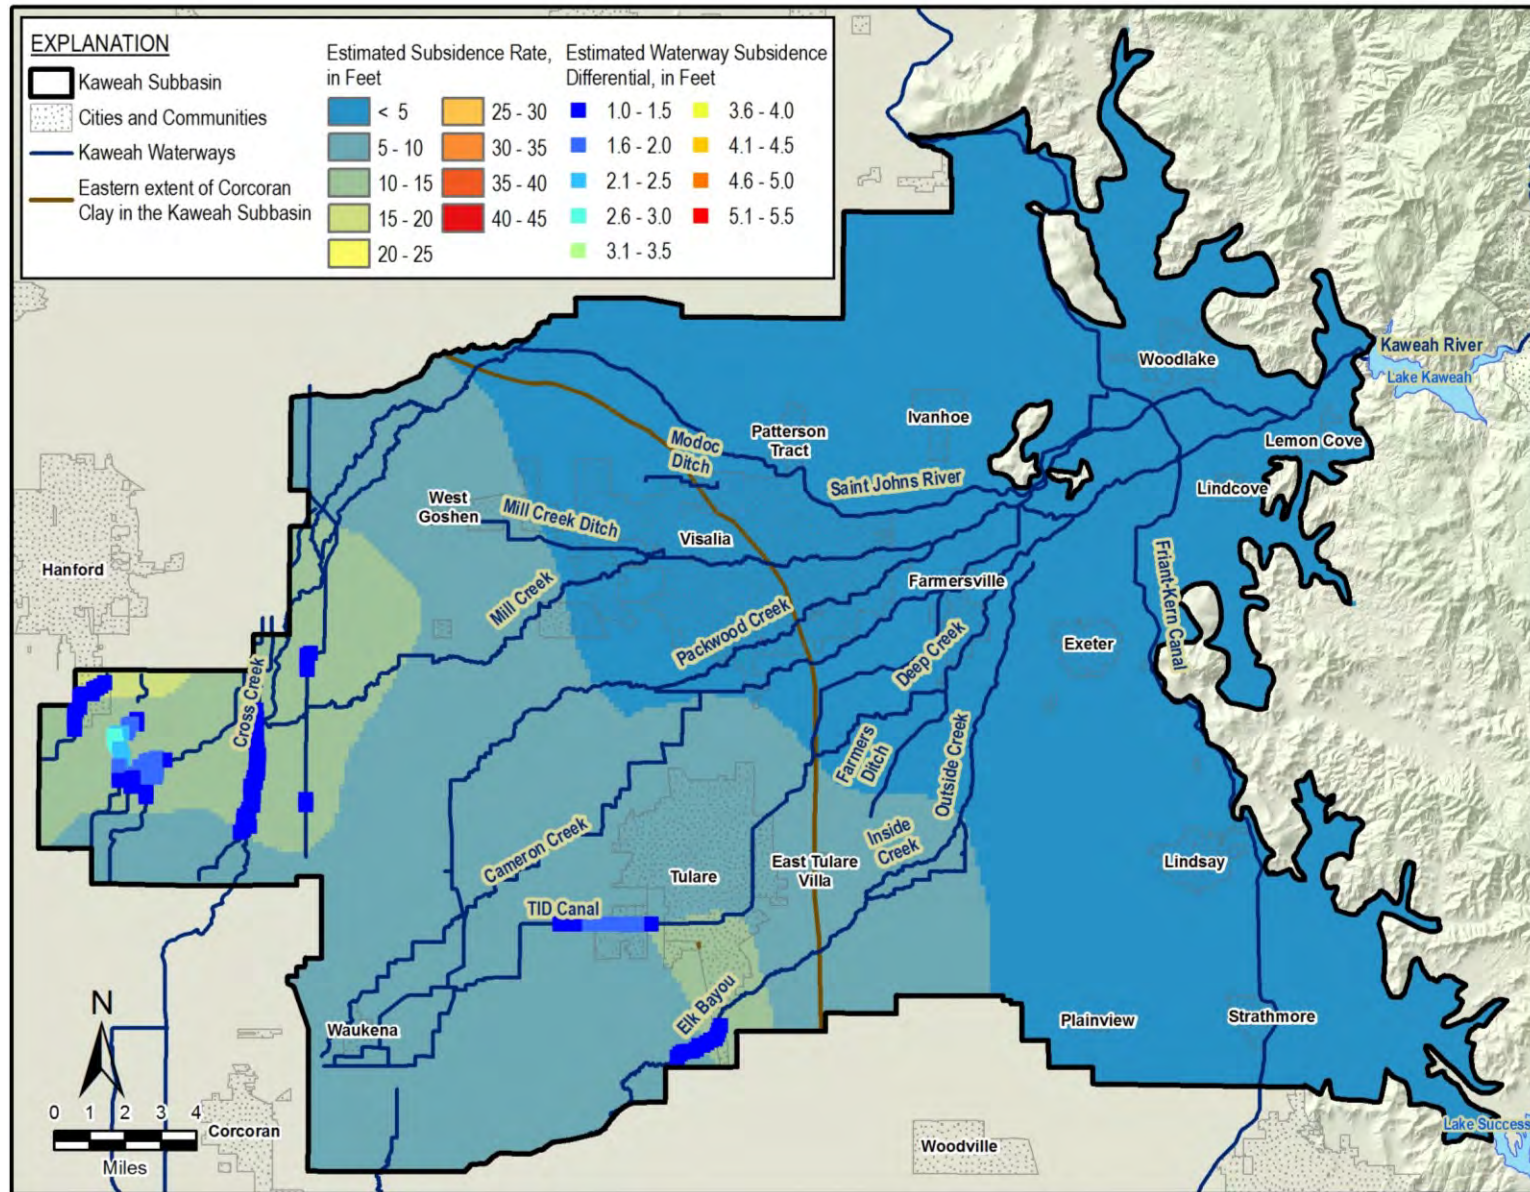 EXPLANATION
Kaweah Subbasin
Cities and Communities
Kaweah Waterways
Eastern extent of Corcoran
Clay in the Kaweah Subbasin
Estimated Subsidence Rate,
in Feet
< 5
5 - 10
10 - 15
15 - 20
20 - 25
25 - 30
30 - 35
35 - 40
40 - 45
Estimated Waterway Subsidence
Differential, in Feet
1.0 - 1.5
1.6 - 2.0
2.1 - 2.5
2.6 - 3.0
3.1 - 3.5
3.6 - 4.0
4.1 - 4.5
4.6 - 5.0
5.1 - 5.5
Kaweah River
Woodlake
Lake Kaweah
Ivanhoe
Patterson
Tract
Modoc
Ditch
Lemon Cove
Saint Johns River
Lindcove
West
Goshen
Mill Creek Ditch
Visalia
Hanford
Mill Creek
Farmersville
Friant-Kern Canal
Packwood Creek
Deep Creek
Exeter
Cross Creek
Farmers
Ditch
Outside Creek
Inside
Creek
Cameron Creek
Tulare
East Tulare
Villa
Lindsay
TID Canal
Elk Bayou
Waukena
Plainview
Strathmore
N
0 1 2 3 4
Miles
Corcoran
Woodville
Lake Success